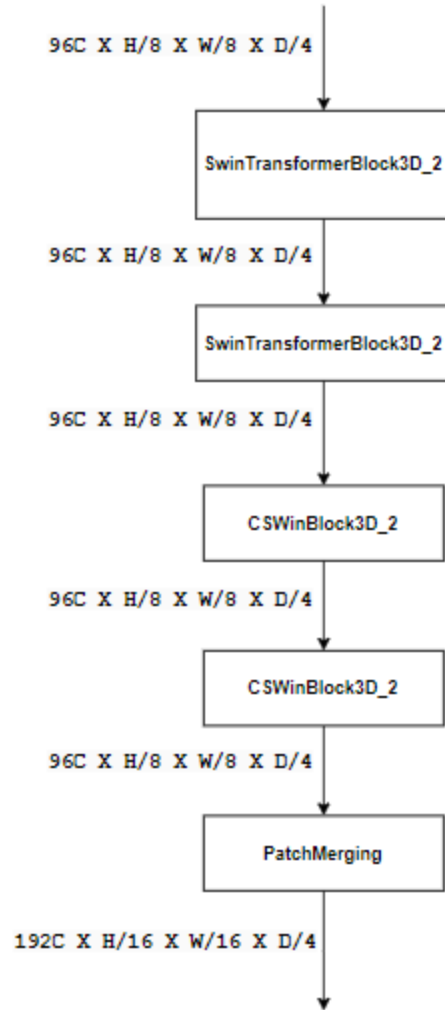 96C X H/8 X W/8 X D/4
SwinTransformerBlock3D_2
96C X H/8 X W/8 X D/4
SwinTransformerBlock3D_2
96C X H/8 X W/8 X D/4
CSWinBlock3D_2
96C X H/8 X W/8 X D/4
CSWinBlock3D_2
96C X H/8 X W/8 X D/4
PatchMerging
192C X H/16 X W/16 X D/4